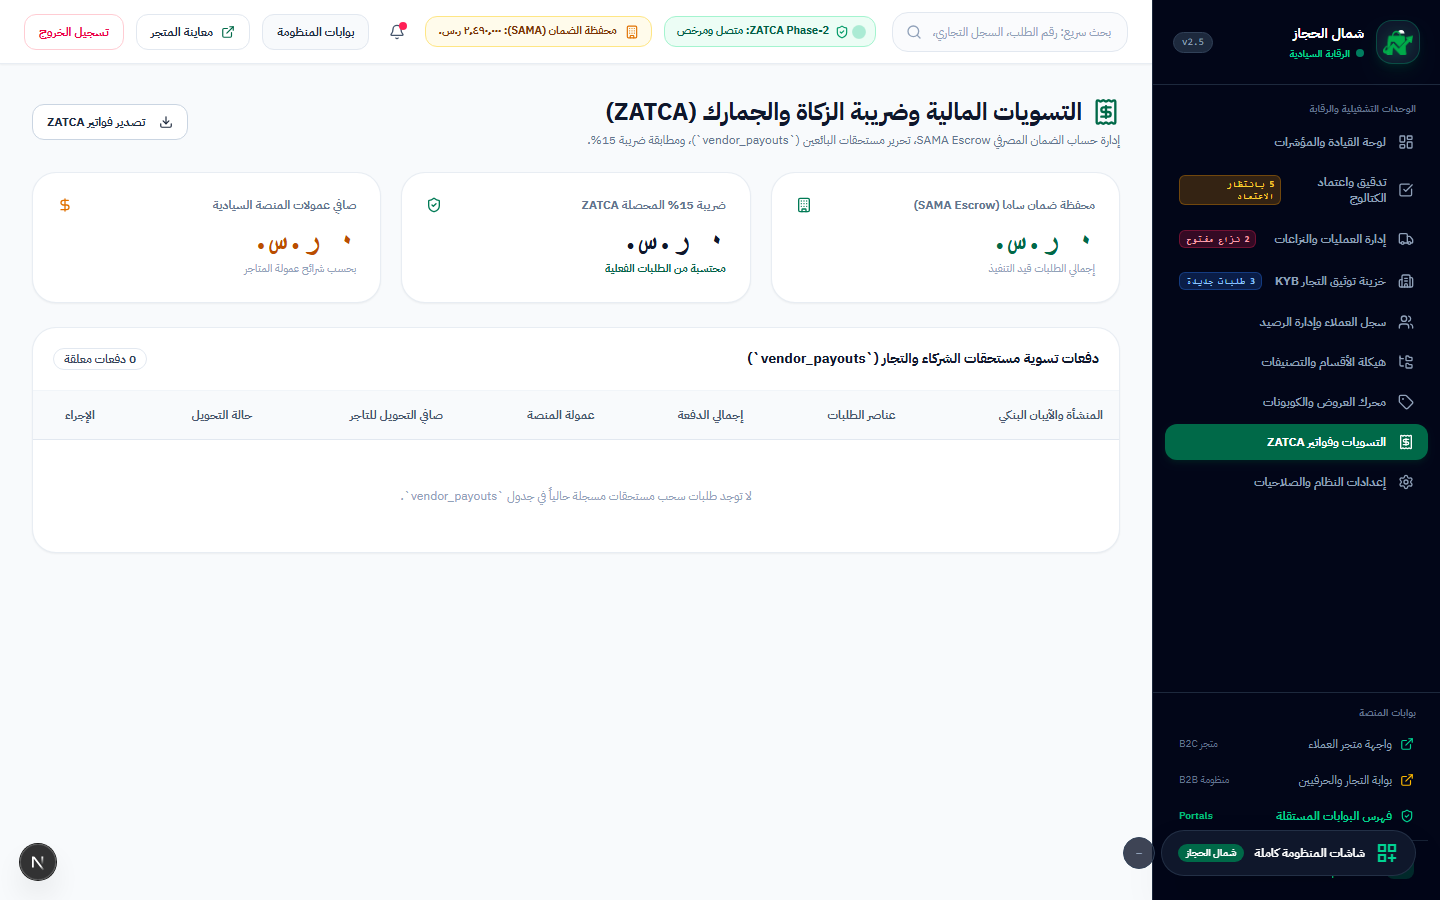 شمال الحجاز
الرقابة السيادية
v2.5
الوحدات التشغيلية والرقابة
لوحة القيادة والمؤشرات
تدقيق واعتماد الكتالوج
5 بانتظار الاعتماد
إدارة العمليات والنزاعات
2 نزاع مفتوح
خزينة توثيق التجار KYB
3 طلبات جديدة
سجل العملاء وإدارة الرصيد
هيكلة الأقسام والتصنيفات
محرك العروض والكوبونات
التسويات وفواتير ZATCA
إعدادات النظام والصلاحيات
بوابات المنصة
واجهة متجر العملاء
متجر B2C
بوابة التجار والحرفيين
منظومة B2B
فهرس البوابات المستقلة
Portals
شاشات المنظومة كاملة
شمال الحجاز
بحث سريع: رقم الطلب، السجل التجاري،
ZATCA Phase-2: متصل ومرخص
محفظة الضمان (SAMA): ٢,٤٩٠,٠٠٠ ر.س.
بوابات المنظومة
معاينة المتجر
تسجيل الخروج
التسويات المالية وضريبة الزكاة والجمارك (ZATCA)
إدارة حساب الضمان المصرفي SAMA Escrow، تحرير مستحقات البائعين (`vendor_payouts`)، ومطابقة ضريبة 15%.
تصدير فواتير ZATCA
محفظة ضمان ساما (SAMA Escrow)
٠ ر.س.
إجمالي الطلبات قيد التنفيذ
ضريبة 15% المحصلة ZATCA
٠ ر.س.
محتسبة من الطلبات الفعلية
صافي عمولات المنصة السيادية
٠ ر.س.
بحسب شرائح عمولة المتاجر
دفعات تسوية مستحقات الشركاء والتجار (`vendor_payouts`)
0 دفعات معلقة
المنشأة والآيبان البنكي
عناصر الطلبات
إجمالي الدفعة
عمولة المنصة
صافي التحويل للتاجر
حالة التحويل
الإجراء
لا توجد طلبات سحب مستحقات مسجلة حالياً في جدول `vendor_payouts`.